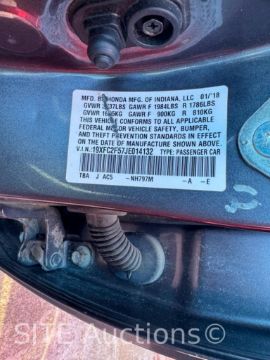 MFD. BY HONDA MFG. OF INDIANA, LLC 01/18
GVWR LBS GAWR F 1984LBS R 1786LBS
GVWR KG GAWR F 900KG R 810KG
THIS VEHICLE CONFORMS TO ALL APPLICABLE
FEDERAL MOTOR VEHICLE SAFETY, BUMPER,
AND THEFT PREVENTION STANDARDS IN EFFECT
ON THE DATE OF MANUFACTURE SHOWN ABOVE.
V.I.N. 19XFC2F57JE014132 TYPE: PASSENGER CAR
TBA J AC5 -NH797M -A -E
SITE Auctions